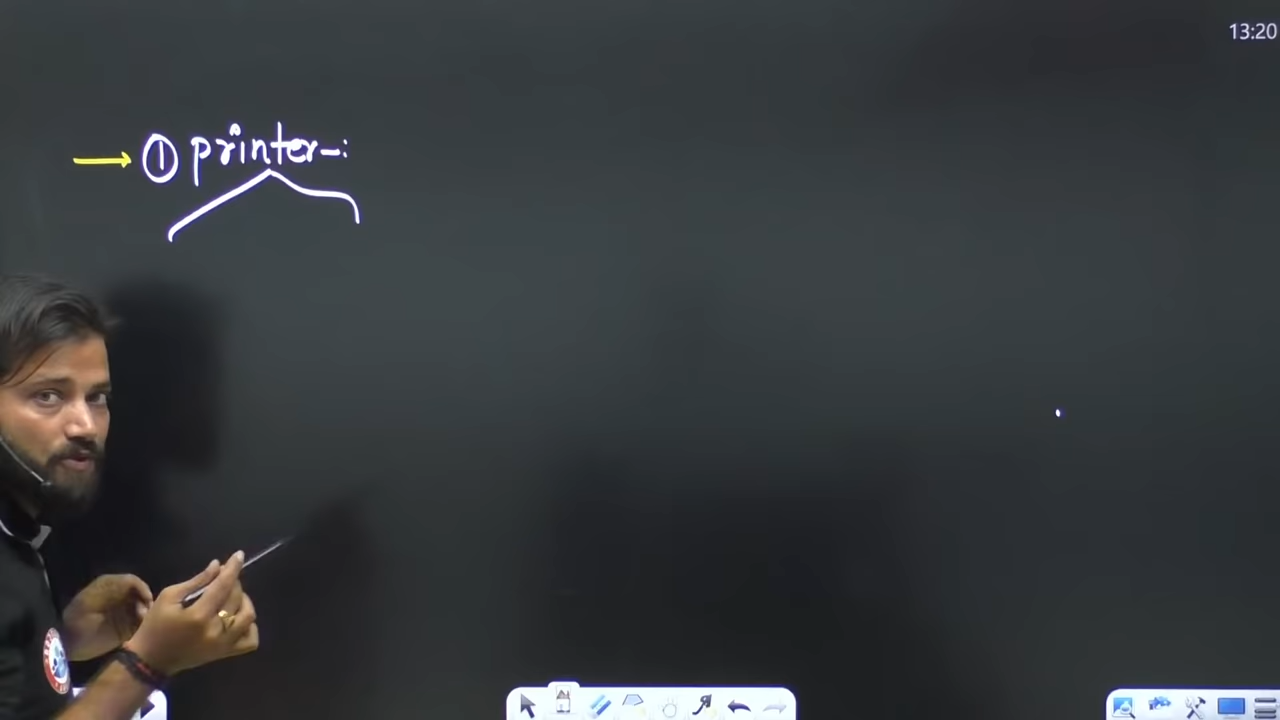 13:20
→ ① printer-: